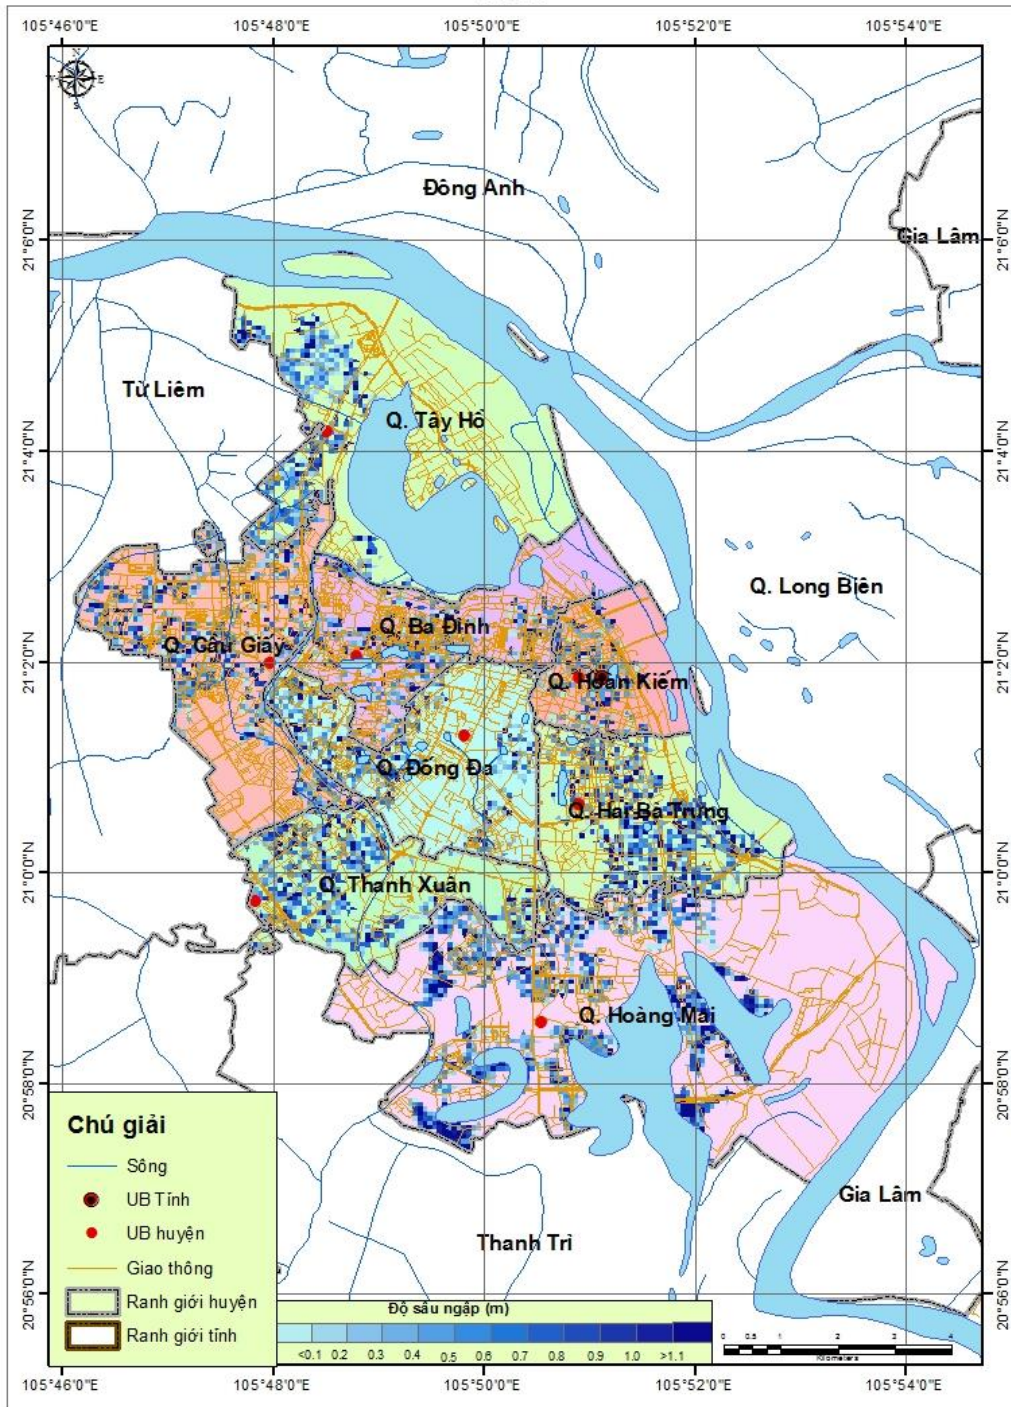 105°46'0"E 105°48'0"E 105°50'0"E 105°52'0"E 105°54'0"E
N
W E
S
Đông Anh
Gia Lâm
21°6'0"N 21°6'0"N
Từ Liêm
Q. Tây Hồ
21°4'0"N 21°4'0"N
Q. Long Biên
Q. Ba Đình
Q. Cầu Giấy
21°2'0"N 21°2'0"N
Q. Hoàn Kiếm
Q. Đống Đa
Q. Hai Bà Trưng
21°0'0"N 21°0'0"N
Q. Thanh Xuân
Q. Hoàng Mai
20°58'0"N 20°58'0"N
Chú giải
Sông
UB Tỉnh
UB huyện
Giao thông
Ranh giới huyện
Ranh giới tỉnh
Gia Lâm
Thanh Trì
20°56'0"N 20°56'0"N
Độ sâu ngập (m)
<0.1 0.2 0.3 0.4 0.5 0.6 0.7 0.8 0.9 1.0 >1.1
0 0.5 1 2 3 4
Kilometers
105°46'0"E 105°48'0"E 105°50'0"E 105°52'0"E 105°54'0"E